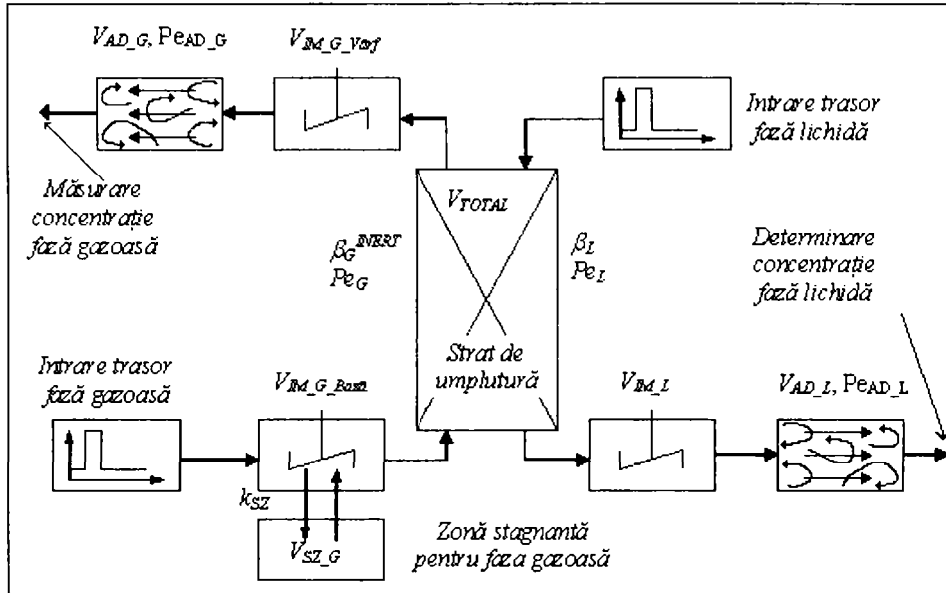 V_AD_G, Pe_AD_G
V_IM_G_Varf
Intrare trasor
fază lichidă
Măsurare
concentrație
fază gazoasă
V_TOTAL
β_G^INERT
Pe_G
β_L
Pe_L
Determinare
concentrație
fază lichidă
Strat de
umplutură
Intrare trasor
fază gazoasă
V_IM_G_Bază
V_IM_L
V_AD_L, Pe_AD_L
k_SZ
V_SZ_G
Zonă stagnantă
pentru faza gazoasă